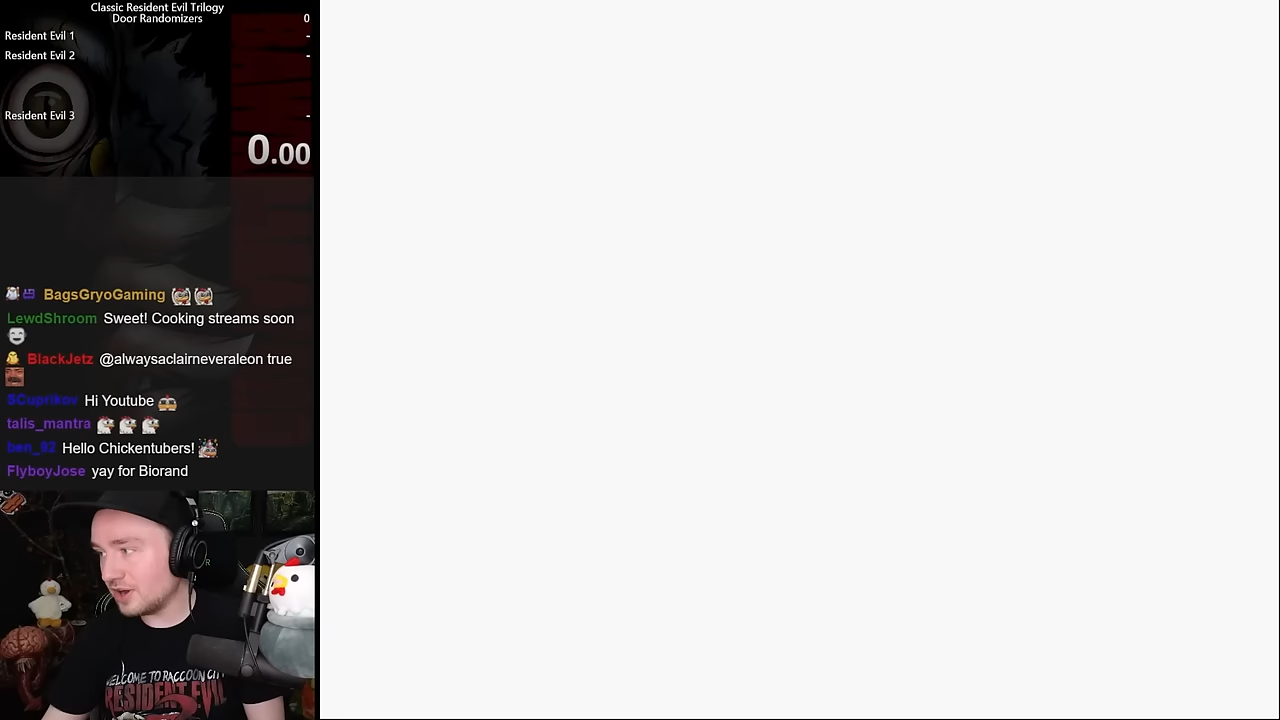 Classic Resident Evil Trilogy
Door Randomizers
0
Resident Evil 1 -
Resident Evil 2 -
Resident Evil 3 -
0.00
BagsGryoGaming
LewdShroom Sweet! Cooking streams soon
BlackJetz @alwaysaclairneveraleon true
SCuprikov Hi Youtube
talis_mantra
ben_92 Hello Chickentubers!
FlyboyJose yay for Biorand
WELCOME TO RACCOON CITY
RESIDENT EVIL